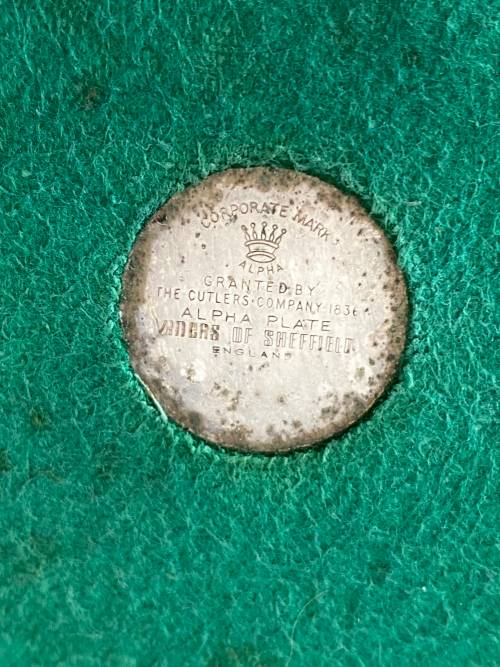 CORPORATE MARK
ALPHA
GRANTED BY
THE CUTLERS COMPANY 1836
ALPHA PLATE
VINERS OF SHEFFIELD
ENGLAND